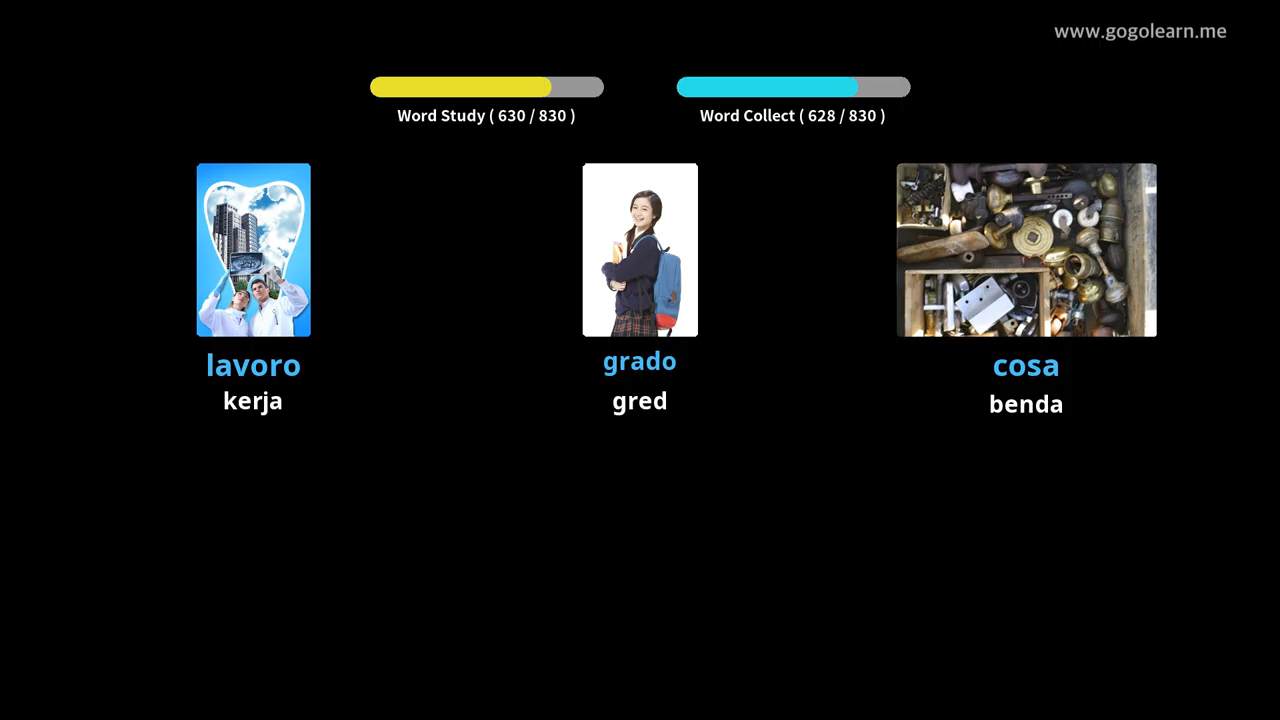 www.gogolearn.me
Word Study ( 630 / 830 )
Word Collect ( 628 / 830 )
lavoro
kerja
grado
gred
cosa
benda